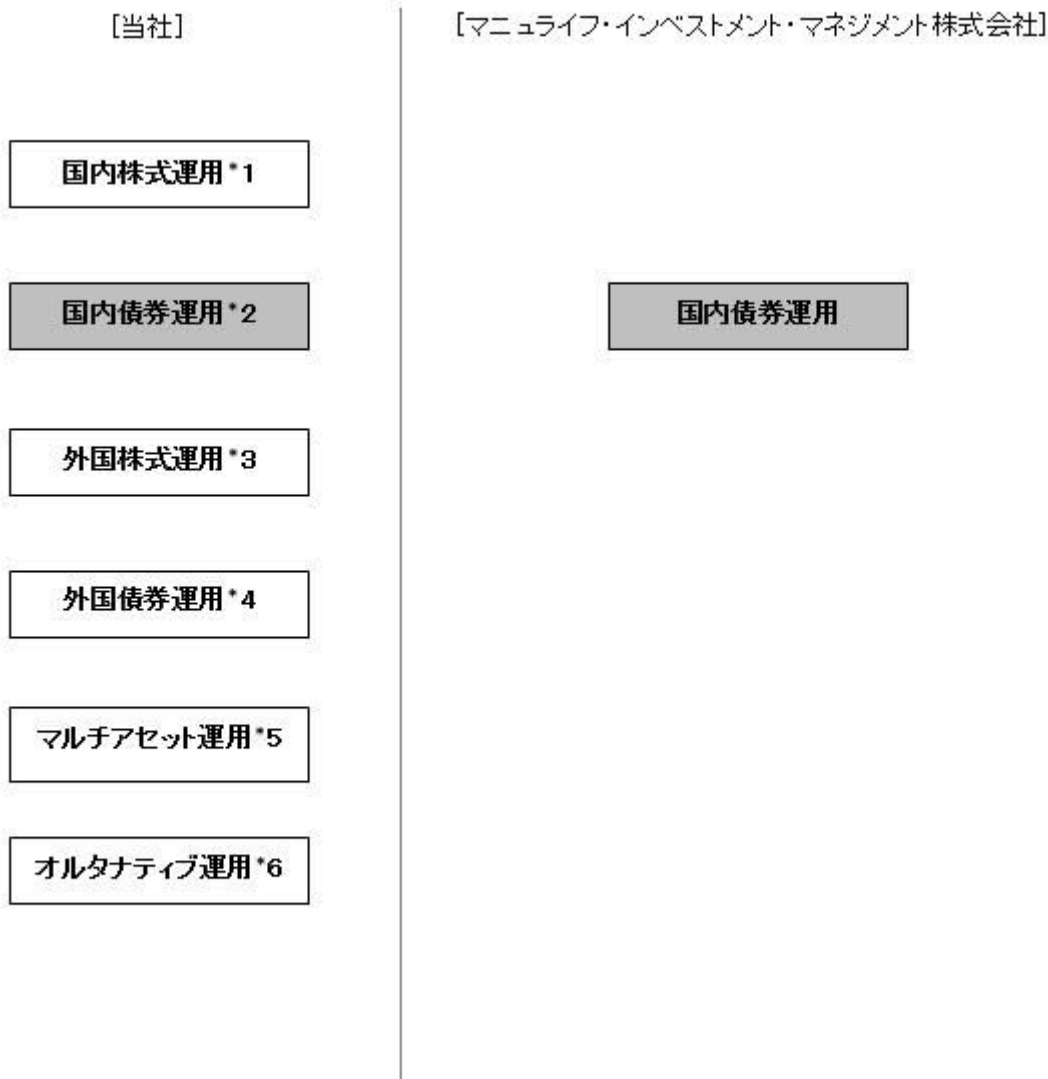 [当社]
[マニュライフ・インベストメント・マネジメント株式会社]
国内株式運用*1
国内債券運用*2
国内債券運用
外国株式運用*3
外国債券運用*4
マルチアセット運用*5
オルタナティブ運用*6